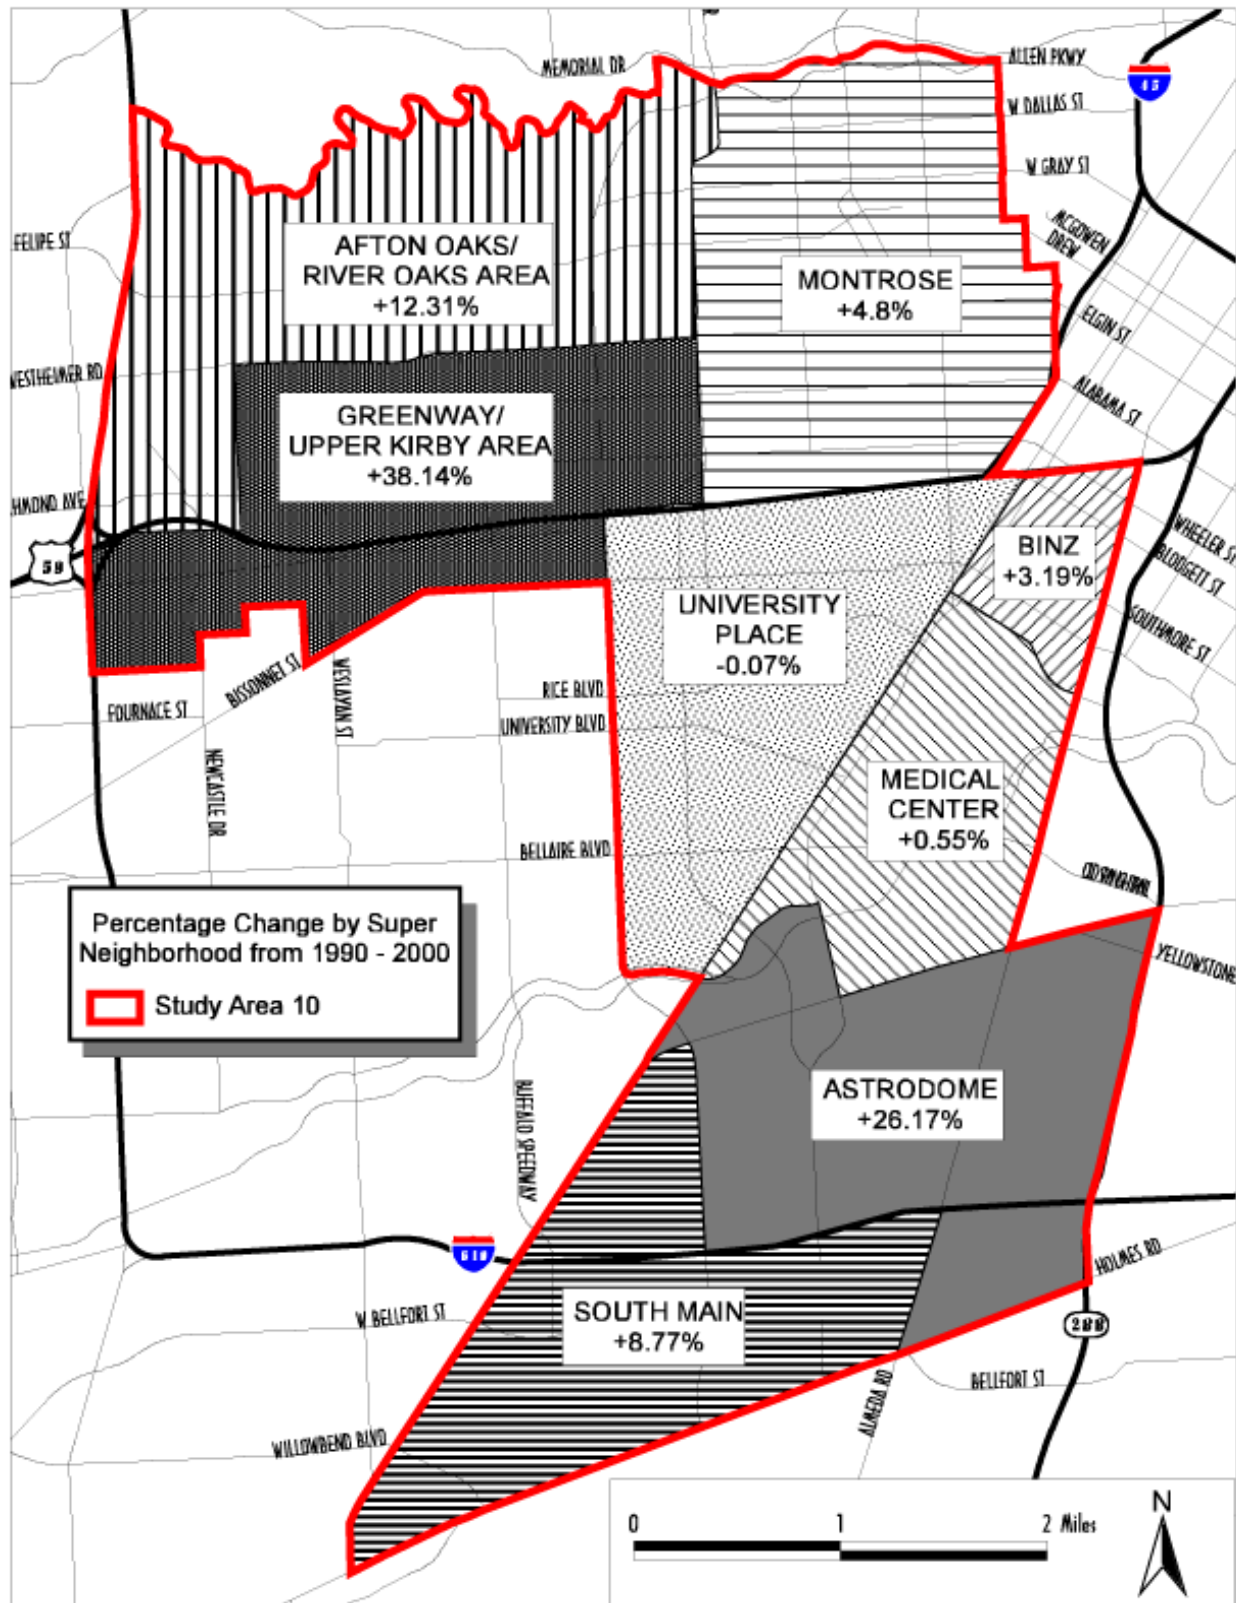 MEMORIAL DR
ALLEN PKWY
45
W DALLAS ST
W GRAY ST
MCGOWEN
DREW
FELIPE ST
AFTON OAKS/
RIVER OAKS AREA
+12.31%
MONTROSE
+4.8%
ELGIN ST
WESTHEIMER RD
ALABAMA ST
GREENWAY/
UPPER KIRBY AREA
+38.14%
HMOND AVE
59
WHEELER ST
BLODGETT ST
SOUTHMORE ST
BINZ
+3.19%
UNIVERSITY
PLACE
-0.07%
BISSONNET ST
WESLAYAN ST
RICE BLVD
FOURNACE ST
UNIVERSITY BLVD
NEWCASTLE DR
MEDICAL
CENTER
+0.55%
BELLAIRE BLVD
Percentage Change by Super
Neighborhood from 1990 - 2000
Study Area 10
YELLOWSTONE
ASTRODOME
+26.17%
BUFFALO SPEEDWAY
610
HOLMES RD
W BELLFORT ST
SOUTH MAIN
+8.77%
288
BELLFORT ST
ALMEDA RD
WILLOWBEND BLVD
0 1 2 Miles
N